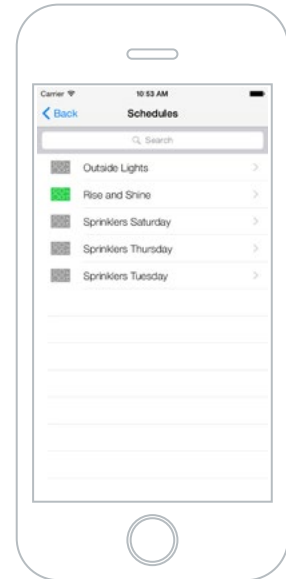 Carrier 10:53 AM
Back Schedules
Search
Outside Lights
Rise and Shine
Sprinklers Saturday
Sprinklers Thursday
Sprinklers Tuesday